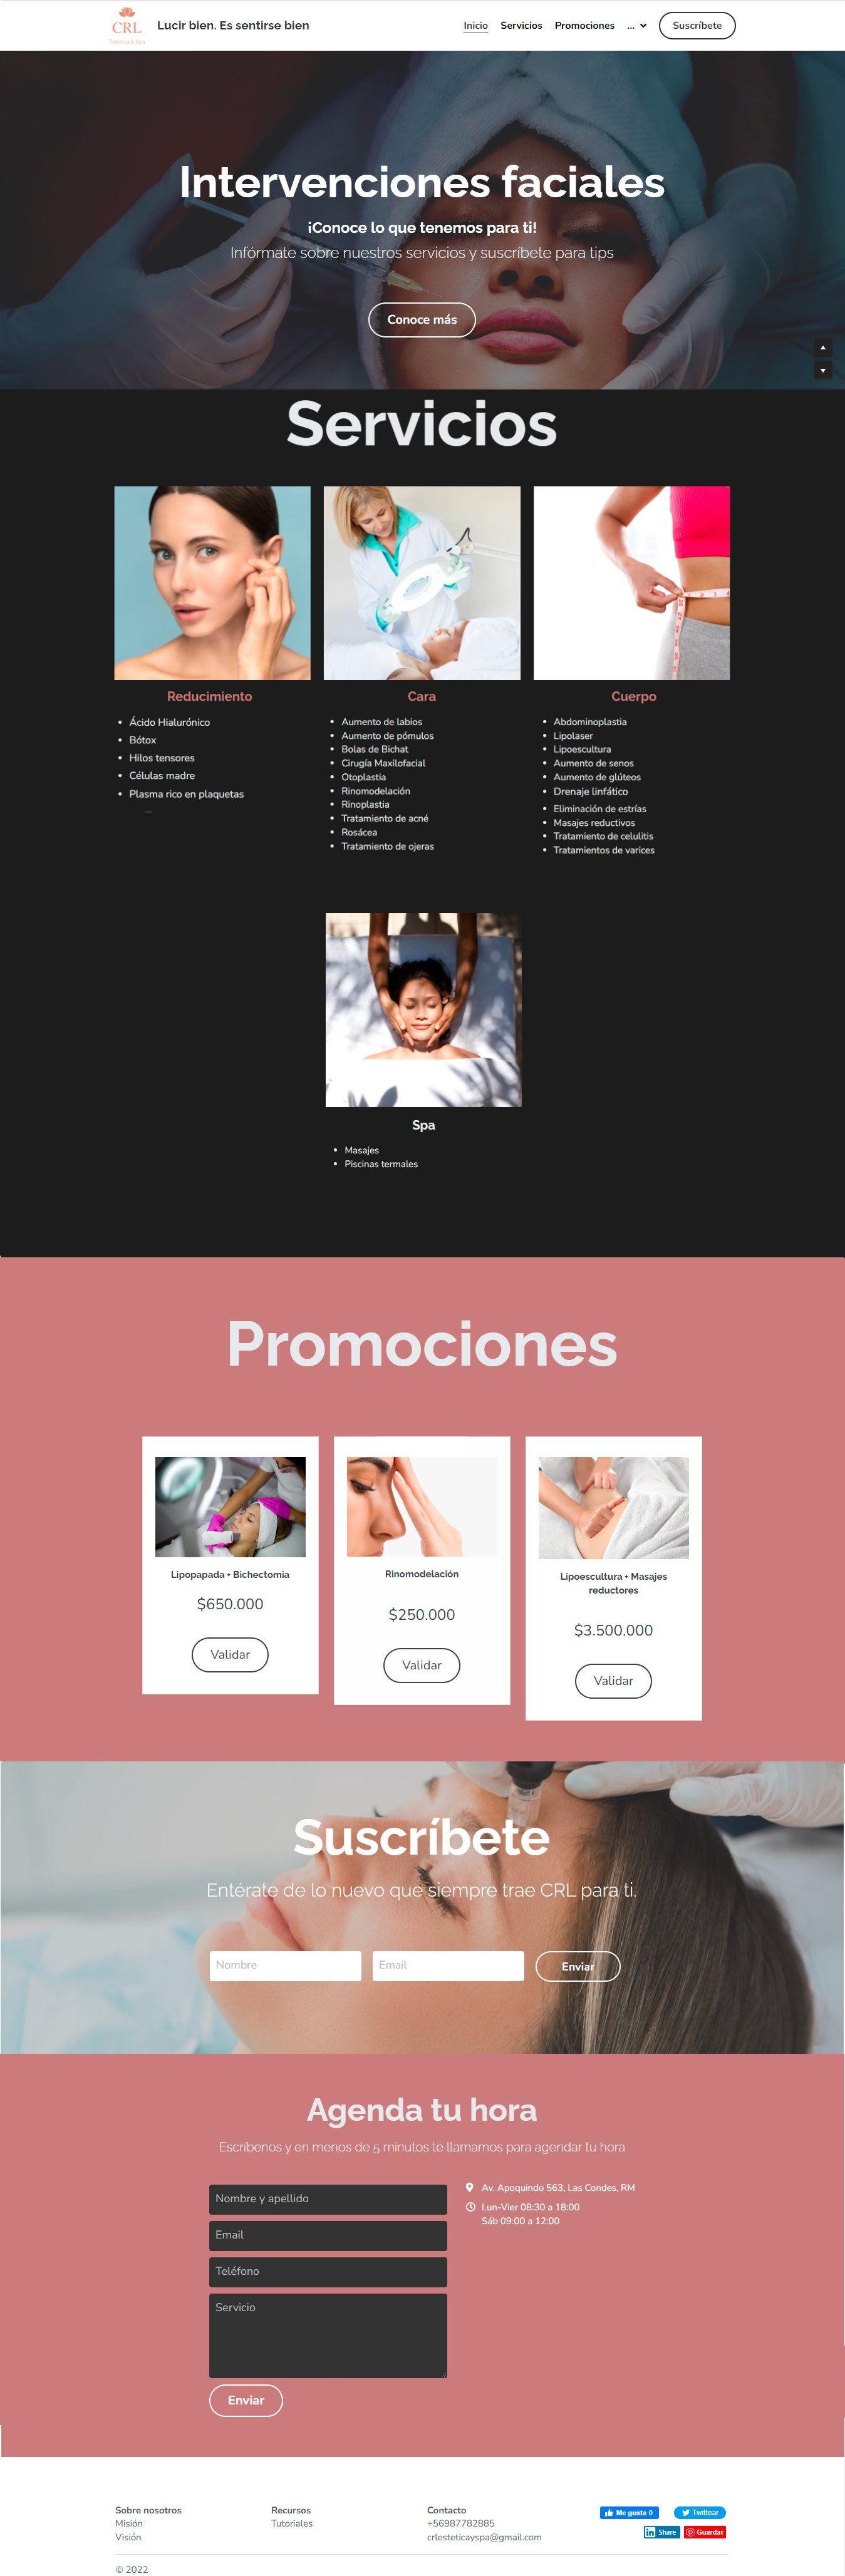 CRL
Estética & Spa
Lucir bien. Es sentirse bien
Inicio
Servicios
Promociones
...
Suscríbete
Intervenciones faciales
¡Conoce lo que tenemos para ti!
Infórmate sobre nuestros servicios y suscríbete para tips
Conoce más
Servicios
Reducimiento
Ácido Hialurónico
Bótox
Hilos tensores
Células madre
Plasma rico en plaquetas
Cara
Aumento de labios
Aumento de pómulos
Bolas de Bichat
Cirugía Maxilofacial
Otoplastia
Rinomodelación
Rinoplastia
Tratamiento de acné
Rosácea
Tratamiento de ojeras
Cuerpo
Abdominoplastia
Lipolaser
Lipoescultura
Aumento de senos
Aumento de glúteos
Drenaje linfático
Eliminación de estrías
Masajes reductivos
Tratamiento de celulitis
Tratamientos de varices
Spa
Masajes
Piscinas termales
Promociones
Lipopapada + Bichectomia
$650.000
Validar
Rinomodelación
$250.000
Validar
Lipoescultura + Masajes
reductores
$3.500.000
Validar
Suscríbete
Entérate de lo nuevo que siempre trae CRL para ti.
Nombre
Email
Enviar
Agenda tu hora
Escríbenos y en menos de 5 minutos te llamamos para agendar tu hora
Nombre y apellido
Email
Teléfono
Servicio
Enviar
Av. Apoquindo 563, Las Condes, RM
Lun-Vier 08:30 a 18:00
Sáb 09:00 a 12:00
Sobre nosotros
Misión
Visión
Recursos
Tutoriales
Contacto
+56987782885
crlesteticayspa@gmail.com
Me gusta 0
Twittear
in Share
Guardar
© 2022